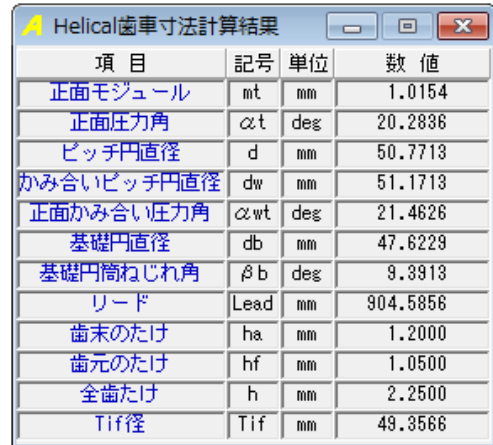 Helical歯車寸法計算結果
項 目 記号 単位 数 値
正面モジュール mt mm 1.0154
正面圧力角 αt deg 20.2836
ピッチ円直径 d mm 50.7713
かみ合いピッチ円直径 dw mm 51.1713
正面かみ合い圧力角 αwt deg 21.4626
基礎円直径 db mm 47.6229
基礎円筒ねじれ角 βb deg 9.3913
リード Lead mm 904.5856
歯末のたけ ha mm 1.2000
歯元のたけ hf mm 1.0500
全歯たけ h mm 2.2500
Tif径 Tif mm 49.3566